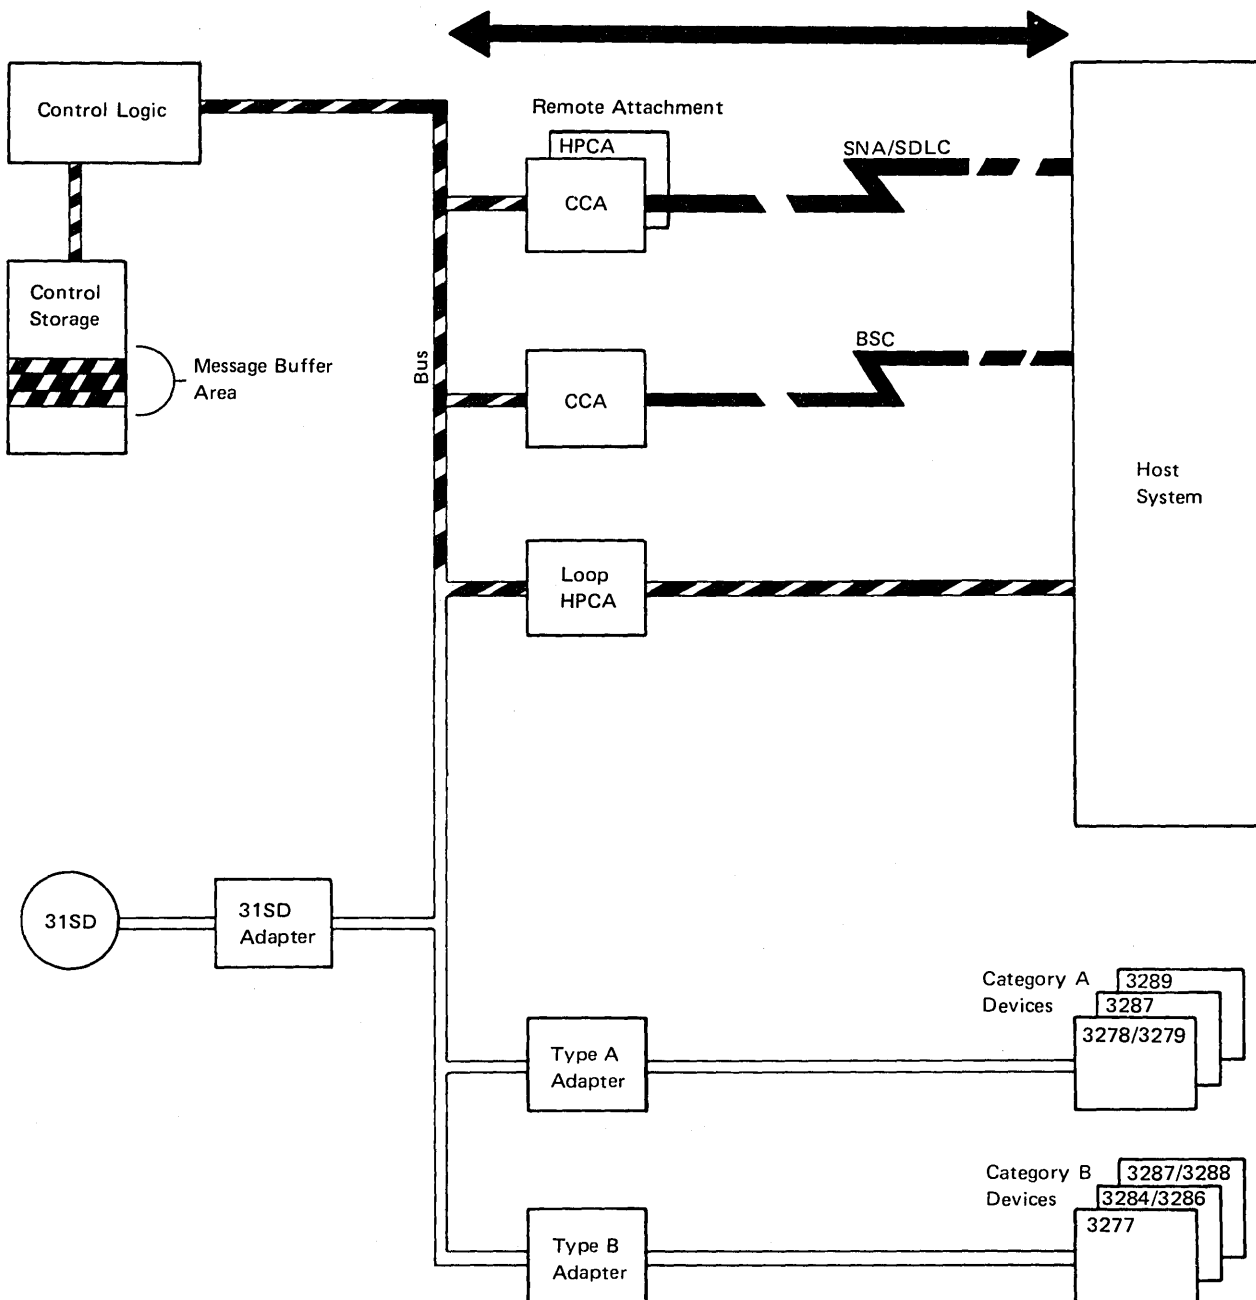 Control Logic
Remote Attachment
HPCA
CCA
SNA/SDLC
Control
Storage
Message Buffer
Area
Bus
CCA
BSC
Host
System
Loop
HPCA
31SD
31SD
Adapter
Category A
Devices
3289
3287
3278/3279
Type A
Adapter
Category B
Devices
3287/3288
3284/3286
3277
Type B
Adapter